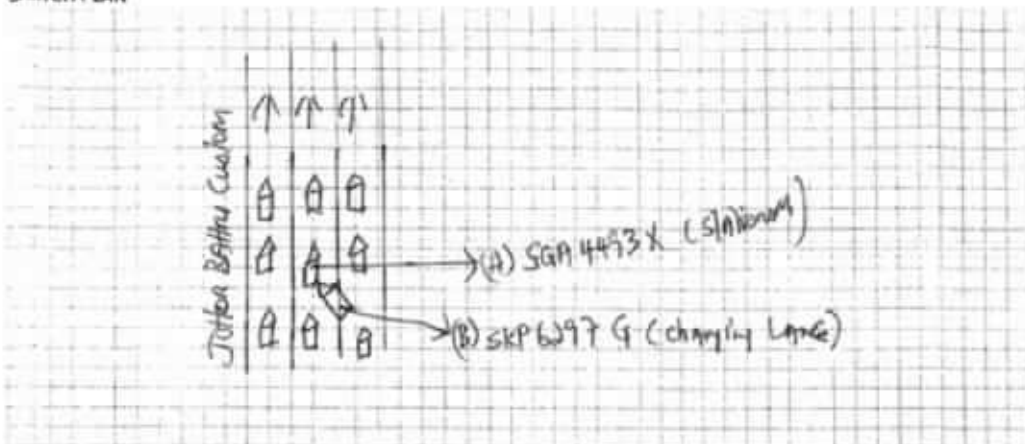 Johor Bahru Custom
(A) SGA 4493 X (Stationary)
(B) SKP 6297 G (changing Lane)